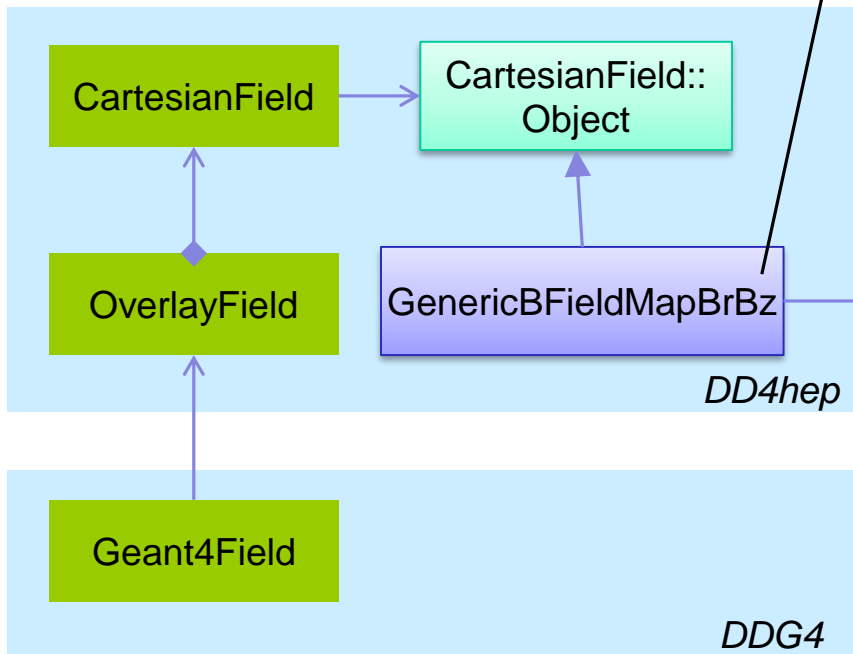 CartesianField
CartesianField::
Object
OverlayField
GenericBFieldMapBrBz
DD4hep
Geant4Field
DDG4